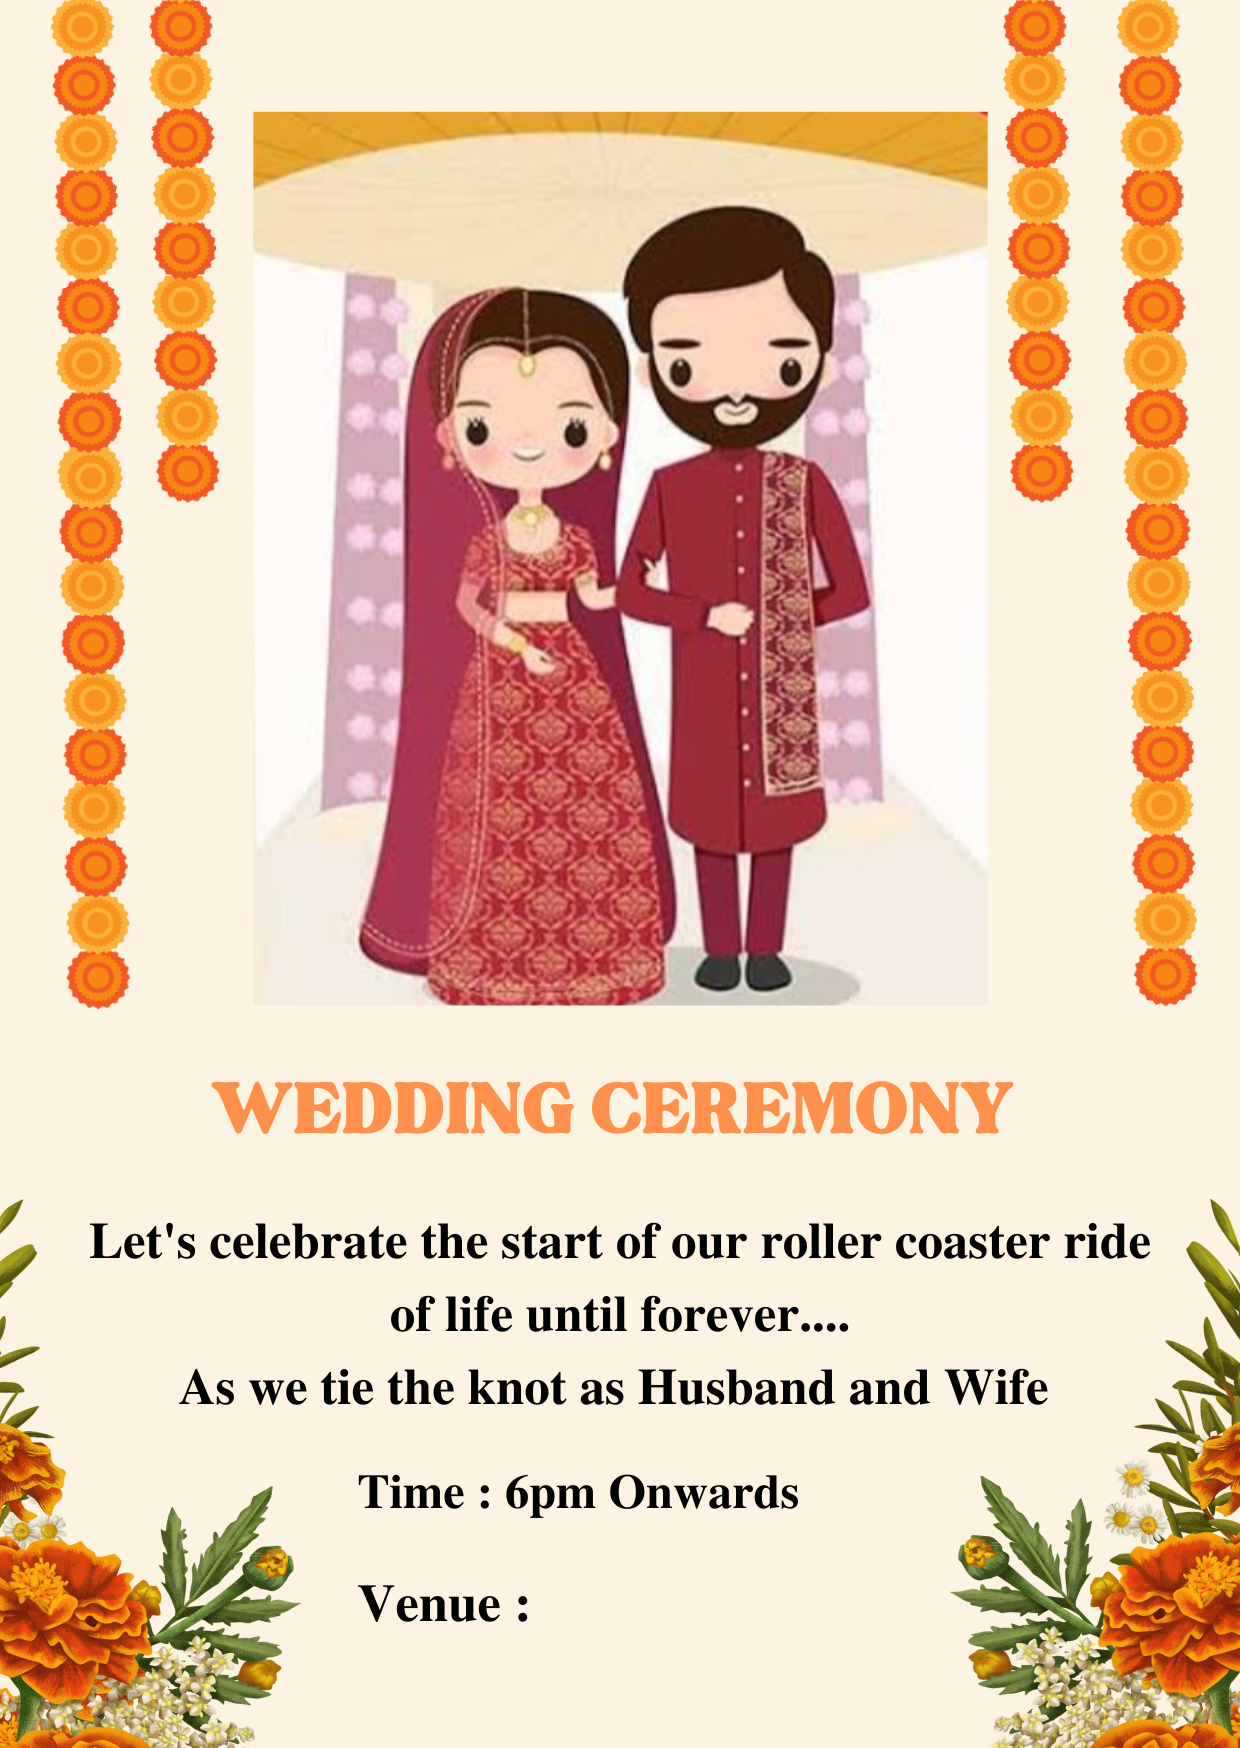 WEDDING CEREMONY
Let's celebrate the start of our roller coaster ride
of life until forever....
As we tie the knot as Husband and Wife
Time : 6pm Onwards
Venue :